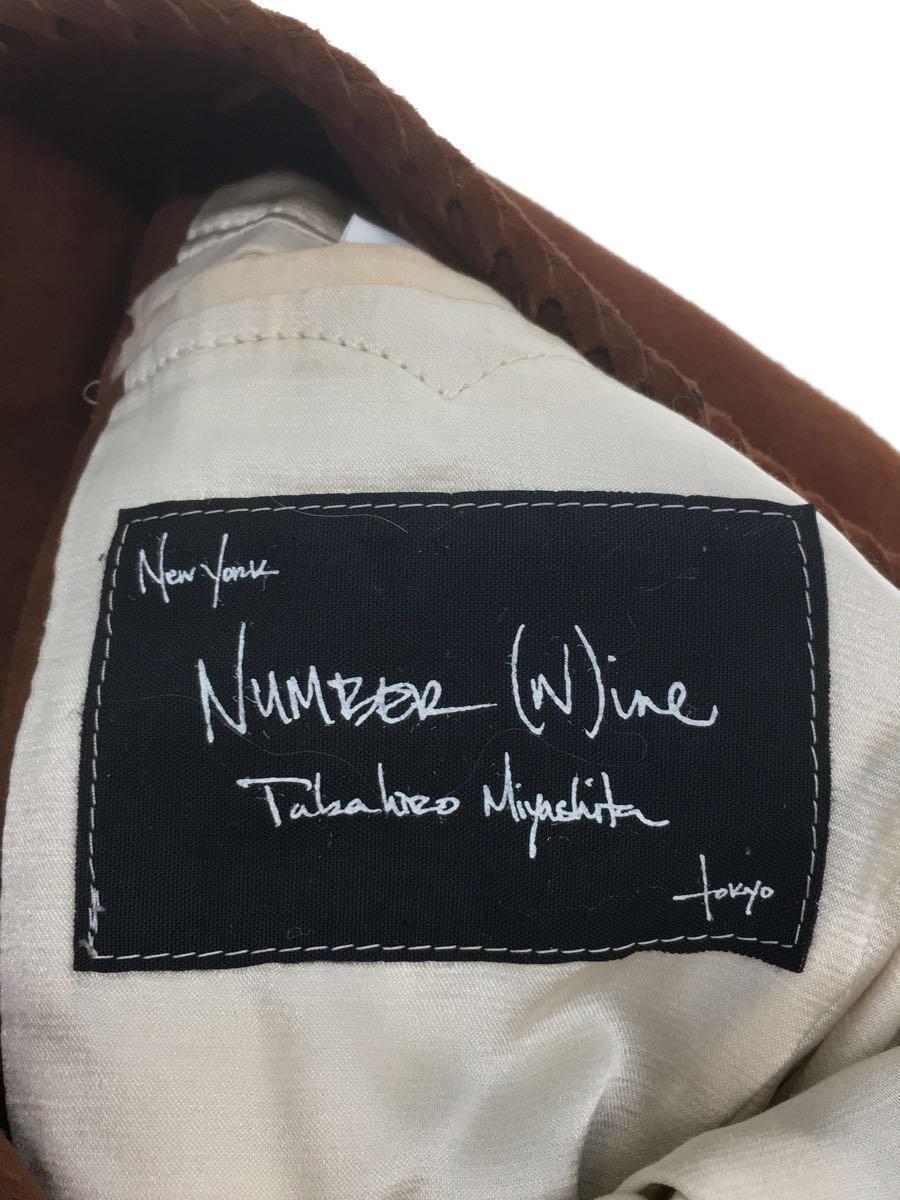 New York
NUMBER (N)ine
Takahiro Miyashita
tokyo